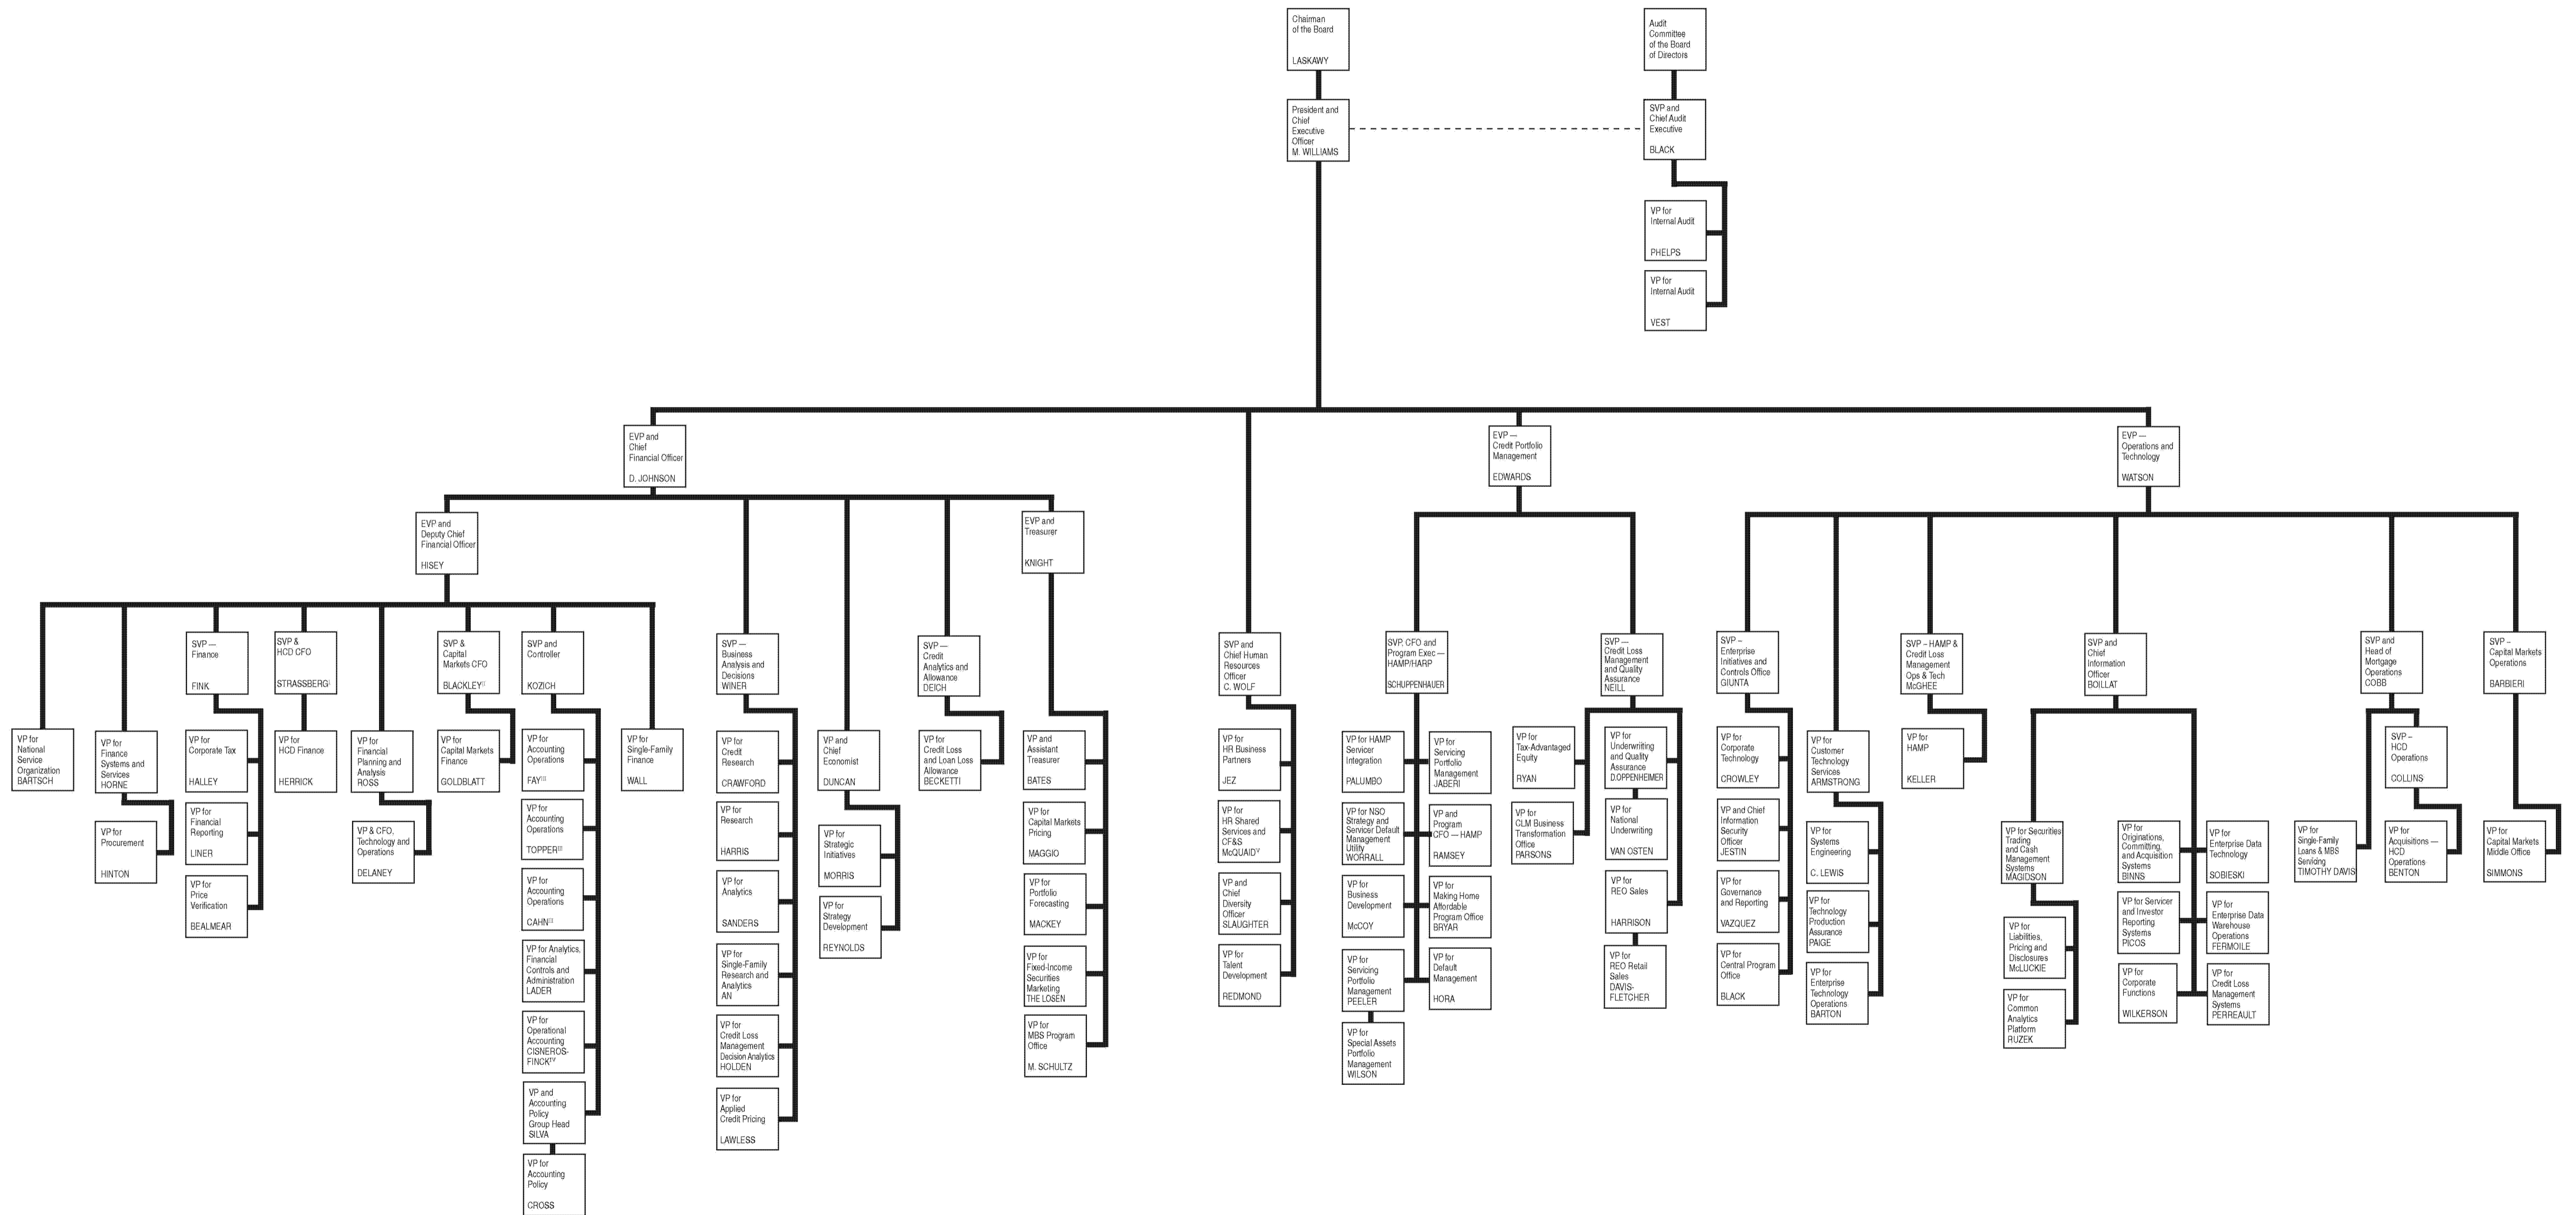 Chairman
of the Board
LASKAWY
Audit
Committee
of the Board
of Directors
President and
Chief
Executive
Officer
M. WILLIAMS
SVP and
Chief Audit
Executive
BLACK
VP for
Internal Audit
PHELPS
VP for
Internal Audit
VEST
EVP and
Chief
Financial Officer
D. JOHNSON
EVP —
Credit Portfolio
Management
EDWARDS
EVP —
Operations and
Technology
WATSON
EVP and
Deputy Chief
Financial Officer
HISEY
EVP and
Treasurer
KNIGHT
SVP —
Finance
FINK
SVP &
HCD CFO
STRASSBERG
SVP &
Capital
Markets CFO
BLACKLEY
SVP and
Controller
KOZICH
SVP —
Business
Analysis and
Decisions
WINER
SVP —
Credit
Analytics and
Allowance
DEICH
SVP and
Chief Human
Resources
Officer
C. WOLF
SVP, CFO and
Program Exec —
HAMP/HARP
SCHUPPENHAUER
SVP —
Credit Loss
Management
and Quality
Assurance
NEILL
SVP –
Enterprise
Initiatives and
Controls Office
GIUNTA
SVP – HAMP &
Credit Loss
Management
Ops & Tech
McGHEE
SVP and
Chief
Information
Officer
BOILLAT
SVP and
Head of
Mortgage
Operations
COBB
SVP –
Capital Markets
Operations
BARBIERI
VP for
National
Service
Organization
BARTSCH
VP for
Finance
Systems and
Services
HORNE
VP for
Procurement
HINTON
VP for
Corporate Tax
HALLEY
VP for
Financial
Reporting
LINER
VP for
Price
Verification
BEALMEAR
VP for
HCD Finance
HERRICK
VP for
Financial
Planning and
Analysis
ROSS
VP & CFO,
Technology and
Operations
DELANEY
VP for
Capital Markets
Finance
GOLDBLATT
VP for
Accounting
Operations
FAY
VP for
Accounting
Operations
TOPPER
VP for
Accounting
Operations
CAHN
VP for Analytics,
Financial
Controls and
Administration
LADER
VP for
Operational
Accounting
CISNEROS-
FINCK
VP and
Accounting
Policy
Group Head
SILVA
VP for
Accounting
Policy
CROSS
VP for
Single-Family
Finance
WALL
VP for
Credit
Research
CRAWFORD
VP for
Research
HARRIS
VP for
Analytics
SANDERS
VP for
Single-Family
Research and
Analytics
AN
VP for
Credit Loss
Management
Decision Analytics
HOLDEN
VP for
Applied
Credit Pricing
LAWLESS
VP and
Chief
Economist
DUNCAN
VP for
Strategic
Initiatives
MORRIS
VP for
Strategy
Development
REYNOLDS
VP for
Credit Loss
and Loan Loss
Allowance
BECKETTI
VP and
Assistant
Treasurer
BATES
VP for
Capital Markets
Pricing
MAGGIO
VP for
Portfolio
Forecasting
MACKEY
VP for
Fixed-Income
Securities
Marketing
THE LOSEN
VP for
MBS Program
Office
M. SCHULTZ
VP for
HR Business
Partners
JEZ
VP for
HR Shared
Services and
CF&S
McQUAID
VP and
Chief
Diversity
Officer
SLAUGHTER
VP for
Talent
Development
REDMOND
VP for HAMP
Servicer
Integration
PALUMBO
VP for NSO
Strategy and
Servicer Default
Management
Utility
WORRALL
VP for
Business
Development
McCOY
VP for
Servicing
Portfolio
Management
PEELER
VP for
Special Assets
Portfolio
Management
WILSON
VP for
Servicing
Portfolio
Management
JABERI
VP and
Program
CFO — HAMP
RAMSEY
VP for
Making Home
Affordable
Program Office
BRYAR
VP for
Default
Management
HORA
VP for
Tax-Advantaged
Equity
RYAN
VP for
CLM Business
Transformation
Office
PARSONS
VP for
Underwriting
and Quality
Assurance
D.OPPENHEIMER
VP for
National
Underwriting
VAN OSTEN
VP for
REO Sales
HARRISON
VP for
REO Retail
Sales
DAVIS-
FLETCHER
VP for
Corporate
Technology
CROWLEY
VP and Chief
Information
Security
Officer
JESTIN
VP for
Governance
and Reporting
VAZQUEZ
VP for
Central Program
Office
BLACK
VP for
Customer
Technology
Services
ARMSTRONG
VP for
Systems
Engineering
C. LEWIS
VP for
Technology
Production
Assurance
PAIGE
VP for
Enterprise
Technology
Operations
BARTON
VP for
HAMP
KELLER
VP for Securities
Trading
and Cash
Management
Systems
MAGIDSON
VP for
Liabilities,
Pricing and
Disclosures
McLUCKIE
VP for
Common
Analytics
Platform
RUZEK
VP for
Originations,
Committing,
and Acquisition
Systems
BINNS
VP for Servicer
and Investor
Reporting
Systems
PICOS
VP for
Corporate
Functions
WILKERSON
VP for
Enterprise Data
Technology
SOBIESKI
VP for
Enterprise Data
Warehouse
Operations
FERMOILE
VP for
Credit Loss
Management
Systems
PERREAULT
VP for
Single-Family
Loans & MBS
Servicing
TIMOTHY DAVIS
SVP –
HCD
Operations
COLLINS
VP for
Acquisitions —
HCD
Operations
BENTON
VP for
Capital Markets
Middle Office
SIMMONS